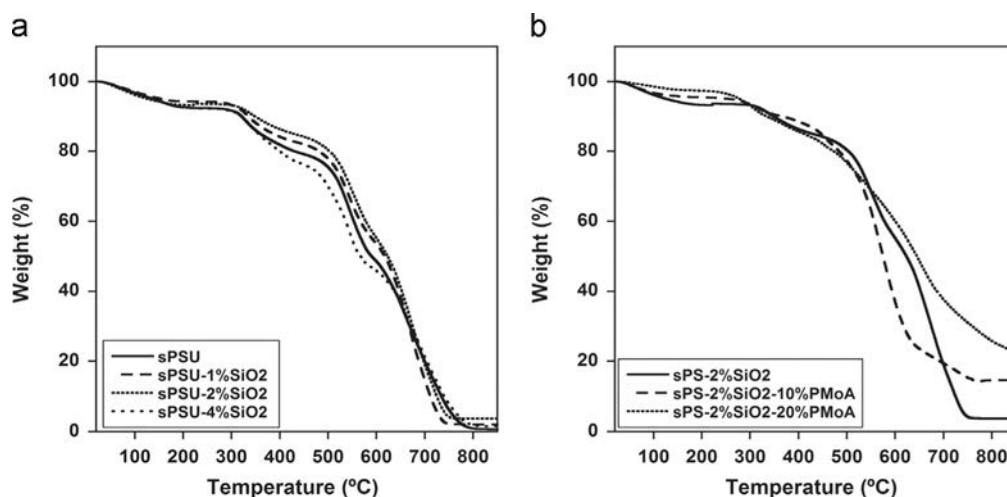 a
100
80
60
40
20
0
Weight (%)
sPSU
sPSU-1%SiO2
sPSU-2%SiO2
sPSU-4%SiO2
100 200 300 400 500 600 700 800
Temperature (ºC)
b
100
80
60
40
20
0
Weight (%)
sPS-2%SiO2
sPS-2%SiO2-10%PMoA
sPS-2%SiO2-20%PMoA
100 200 300 400 500 600 700 800
Temperature (ºC)